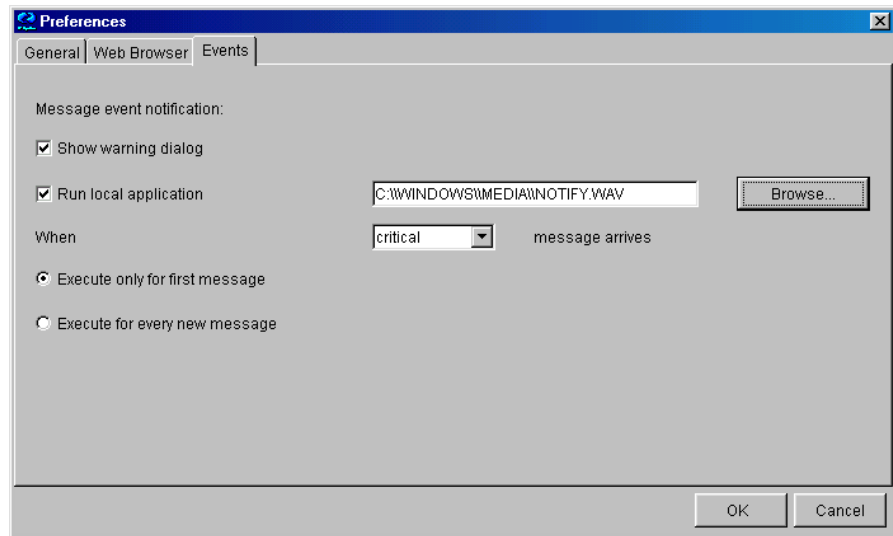 Preferences
General Web Browser Events
Message event notification:
Show warning dialog
Run local application C:\\WINDOWS\\MEDIA\\NOTIFY.WAV Browse...
When critical message arrives
Execute only for first message
Execute for every new message
OK Cancel